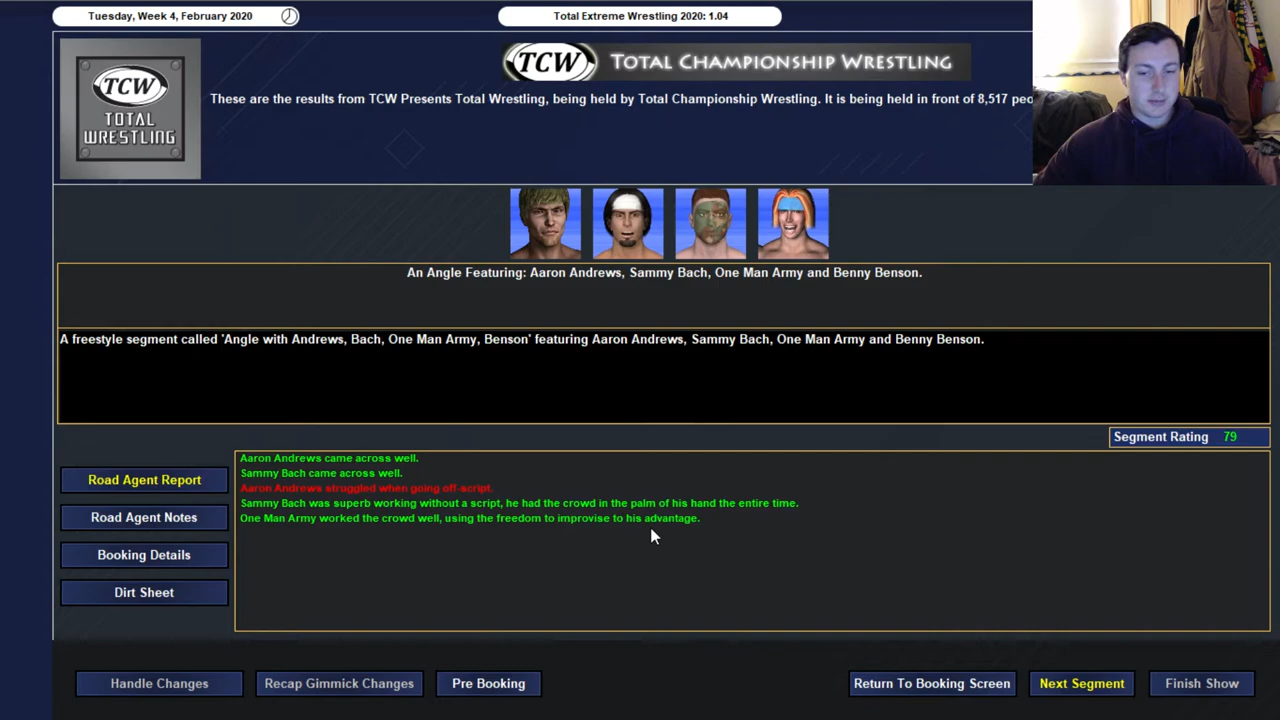 Tuesday, Week 4, February 2020
Total Extreme Wrestling 2020: 1.04
TCW
TOTAL
WRESTLING
TCW TOTAL CHAMPIONSHIP WRESTLING
These are the results from TCW Presents Total Wrestling, being held by Total Championship Wrestling. It is being held in front of 8,517 peo
An Angle Featuring: Aaron Andrews, Sammy Bach, One Man Army and Benny Benson.
A freestyle segment called 'Angle with Andrews, Bach, One Man Army, Benson' featuring Aaron Andrews, Sammy Bach, One Man Army and Benny Benson.
Segment Rating 79
Road Agent Report
Road Agent Notes
Booking Details
Dirt Sheet
Aaron Andrews came across well.
Sammy Bach came across well.
Aaron Andrews struggled when going off-script.
Sammy Bach was superb working without a script, he had the crowd in the palm of his hand the entire time.
One Man Army worked the crowd well, using the freedom to improvise to his advantage.
Handle Changes
Recap Gimmick Changes
Pre Booking
Return To Booking Screen
Next Segment
Finish Show